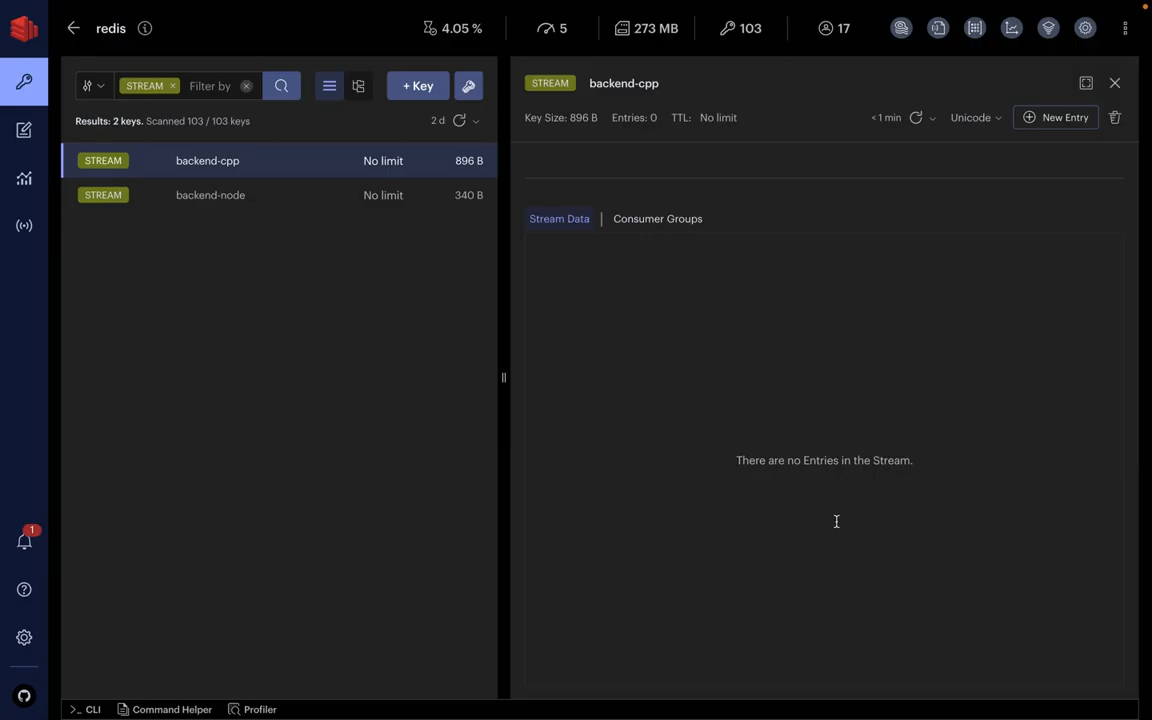 redis
4.05 %
5
273 MB
103
17
STREAM × Filter by
+ Key
Results: 2 keys. Scanned 103 / 103 keys
2 d
STREAM backend-cpp No limit 896 B
STREAM backend-node No limit 340 B
STREAM backend-cpp
Key Size: 896 B Entries: 0 TTL: No limit
< 1 min
Unicode
New Entry
Stream Data | Consumer Groups
There are no Entries in the Stream.
1
>_ CLI
Command Helper
Profiler